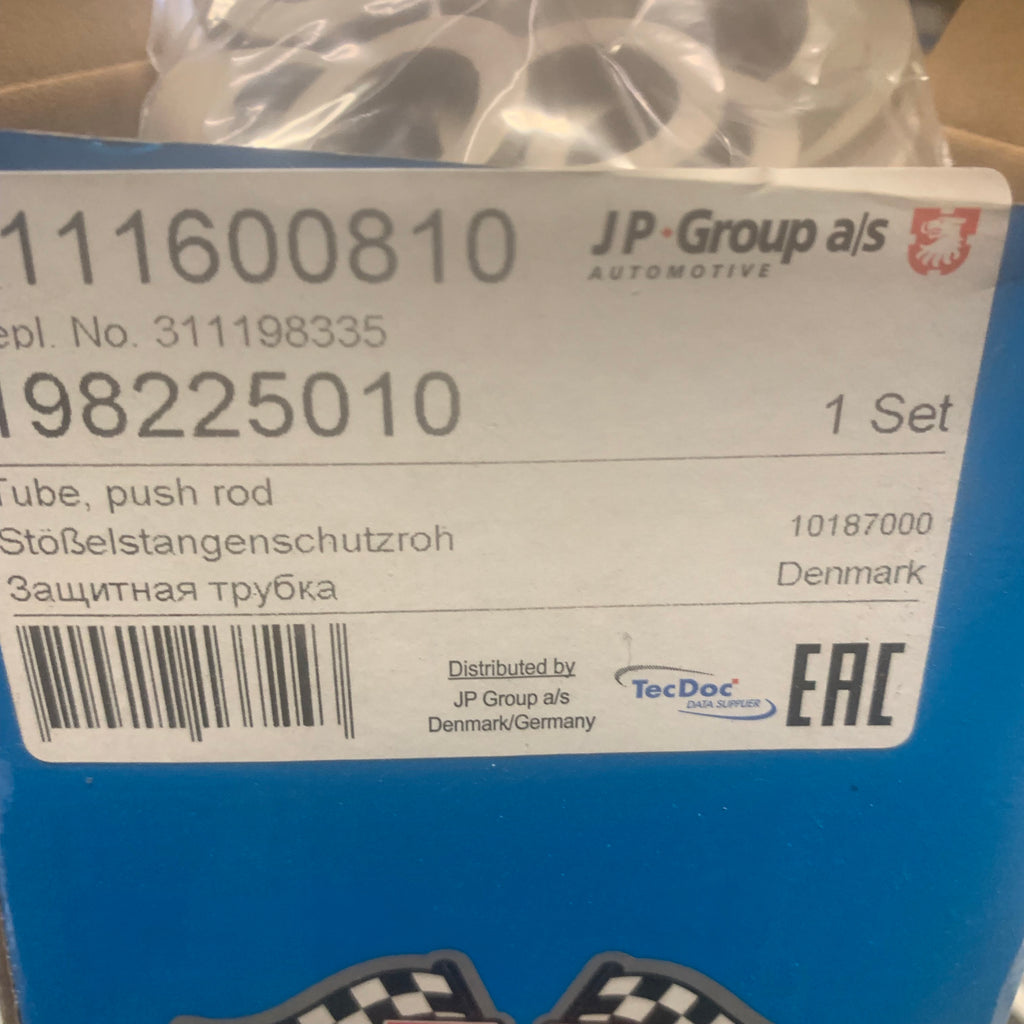 111600810
JP Group a/s
AUTOMOTIVE
epl. No. 311198335
198225010
1 Set
Tube, push rod
Stößelstangenschutzroh
10187000
Защитная трубка
Denmark
Distributed by
JP Group a/s
Denmark/Germany
TecDoc
DATA SUPPLIER
EAC